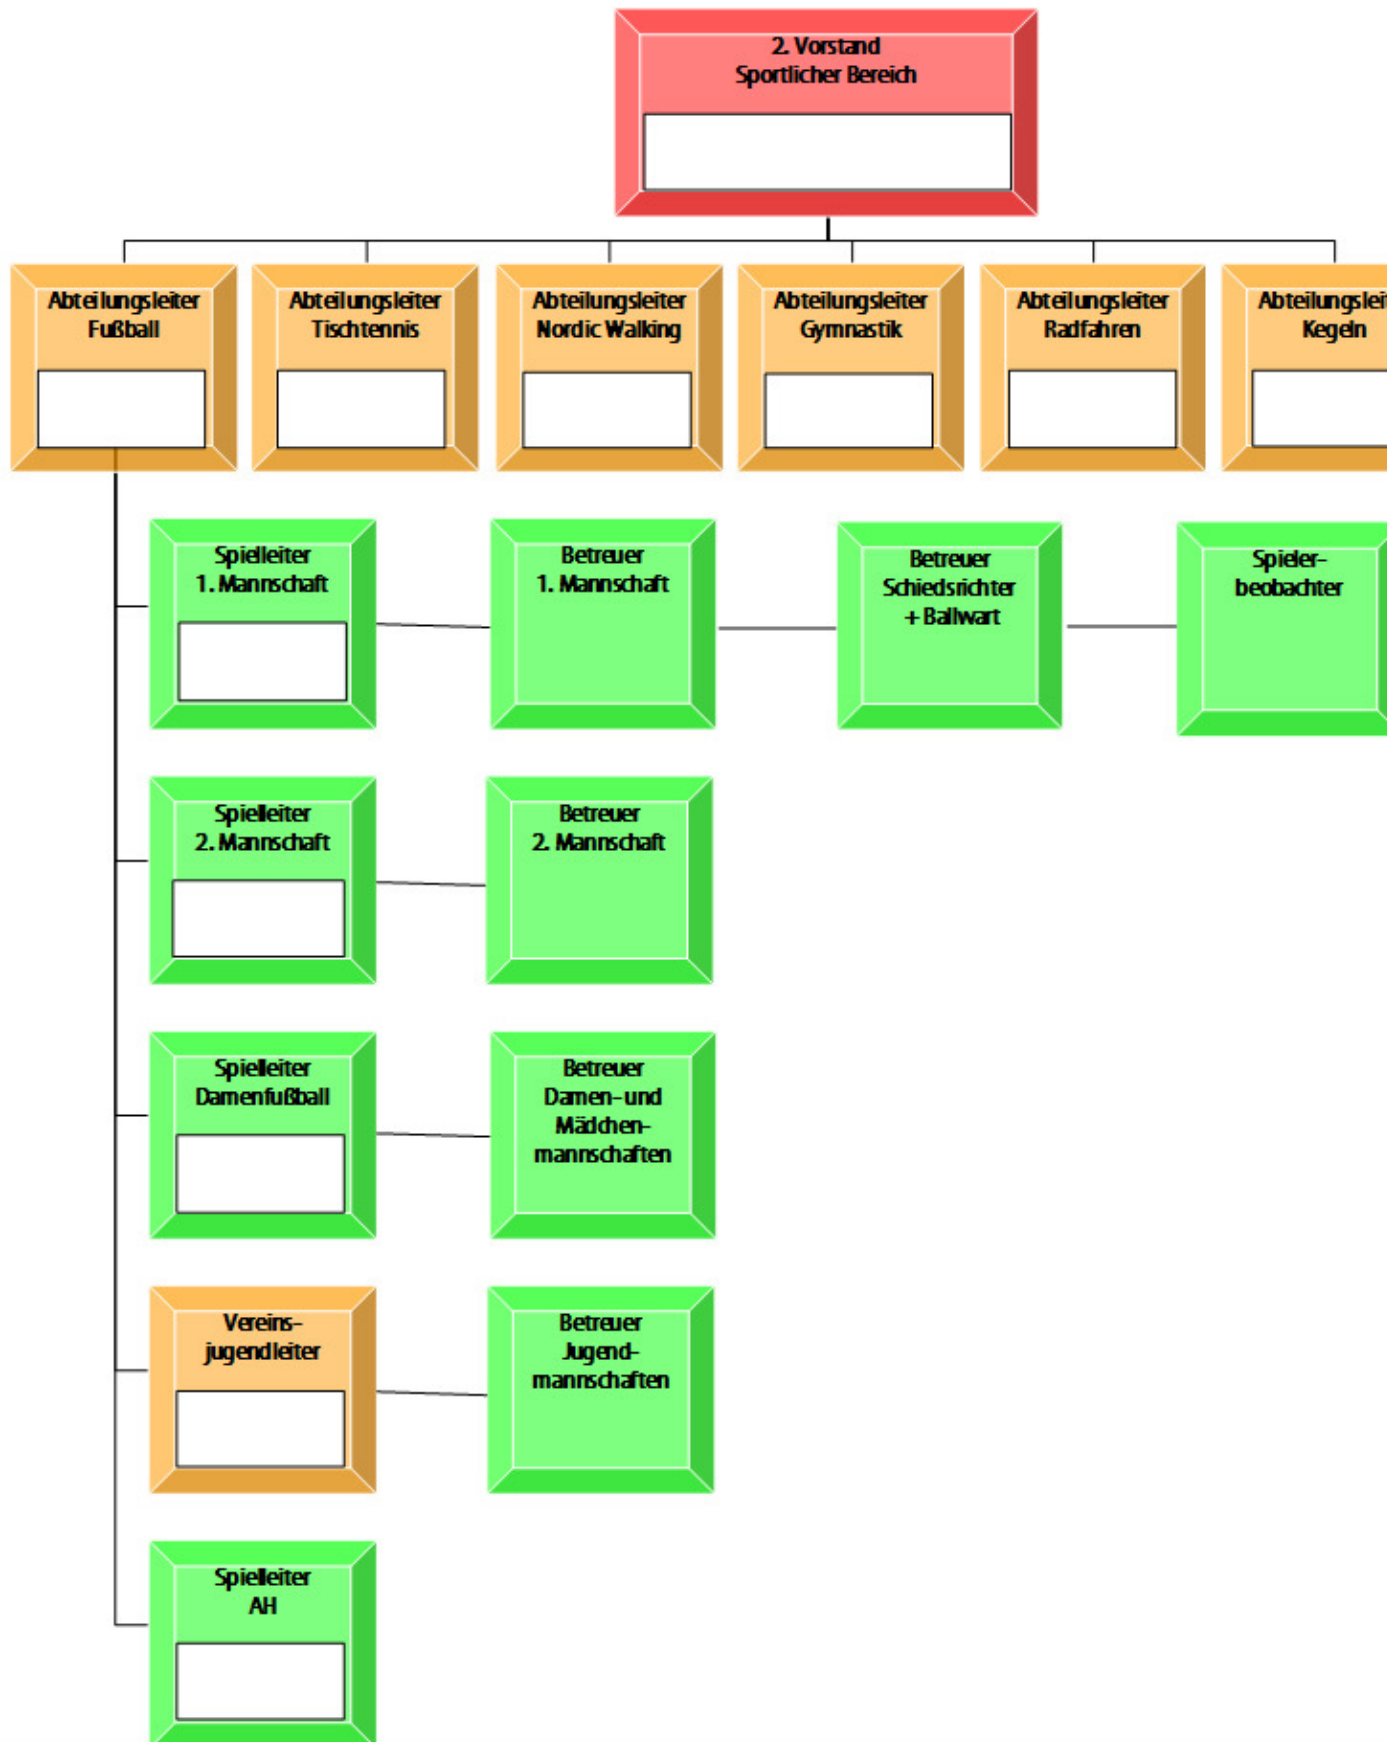 2. Vorstand
Sportlicher Bereich
Abteilungsleiter
Fußball
Abteilungsleiter
Tischtennis
Abteilungsleiter
Nordic Walking
Abteilungsleiter
Gymnastik
Abteilungsleiter
Radfahren
Abteilungsleit
Kegeln
Spielleiter
1. Mannschaft
Betreuer
1. Mannschaft
Betreuer
Schiedsrichter
+ Ballwart
Spieler-
beobachter
Spielleiter
2. Mannschaft
Betreuer
2. Mannschaft
Spielleiter
Damenfußball
Betreuer
Damen- und
Mädchen-
mannschaften
Vereins-
jugendleiter
Betreuer
Jugend-
mannschaften
Spielleiter
AH